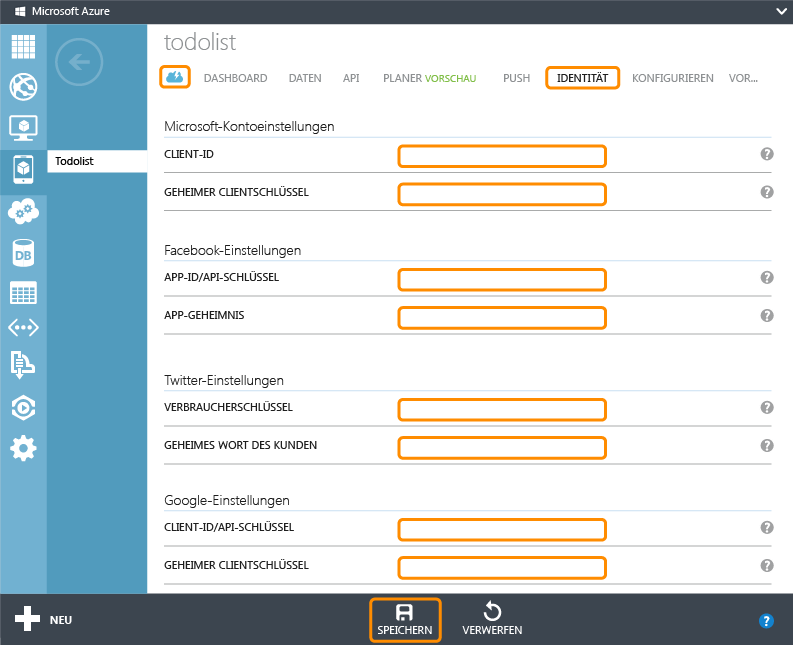 Microsoft Azure
todolist
DASHBOARD DATEN API PLANER VORSCHAU PUSH IDENTITÄT KONFIGURIEREN VOR...
Todolist
Microsoft-Kontoeinstellungen
CLIENT-ID ?
GEHEIMER CLIENTSCHLÜSSEL ?
Facebook-Einstellungen
APP-ID/API-SCHLÜSSEL ?
APP-GEHEIMNIS ?
Twitter-Einstellungen
VERBRAUCHERSCHLÜSSEL ?
GEHEIMES WORT DES KUNDEN ?
Google-Einstellungen
CLIENT-ID/API-SCHLÜSSEL ?
GEHEIMER CLIENTSCHLÜSSEL ?
DB
NEU SPEICHERN VERWERFEN ?